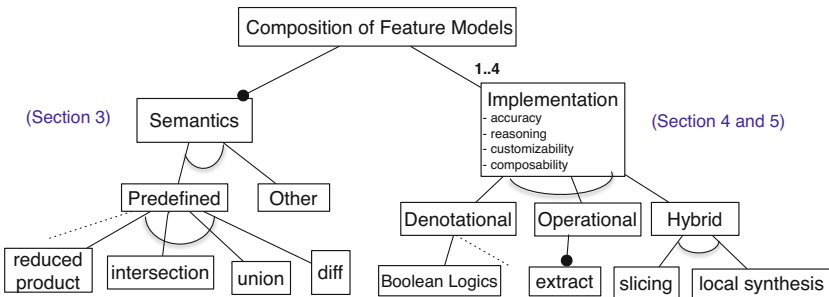 Composition of Feature Models
1..4
(Section 3)
Semantics
Implementation
- accuracy
- reasoning
- customizability
- composability
(Section 4 and 5)
Predefined
Other
Denotational
Operational
Hybrid
reduced
product
intersection
union
diff
Boolean Logics
extract
slicing
local synthesis